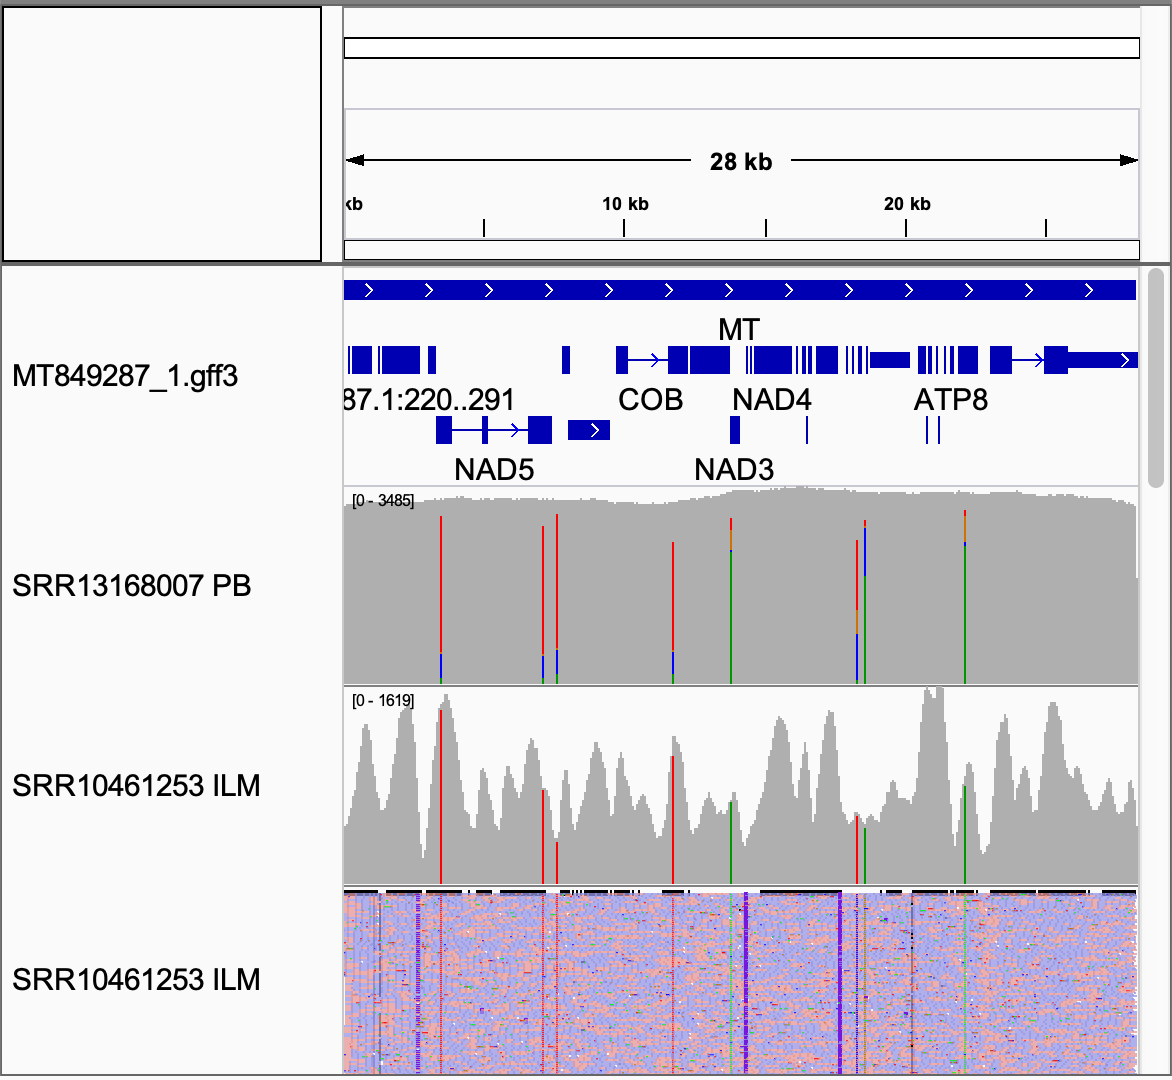 28 kb
kb 10 kb 20 kb
MT
MT849287_1.gff3
87.1:220..291 COB NAD4 ATP8
NAD5 NAD3
[0 - 3485]
SRR13168007 PB
[0 - 1619]
SRR10461253 ILM
SRR10461253 ILM